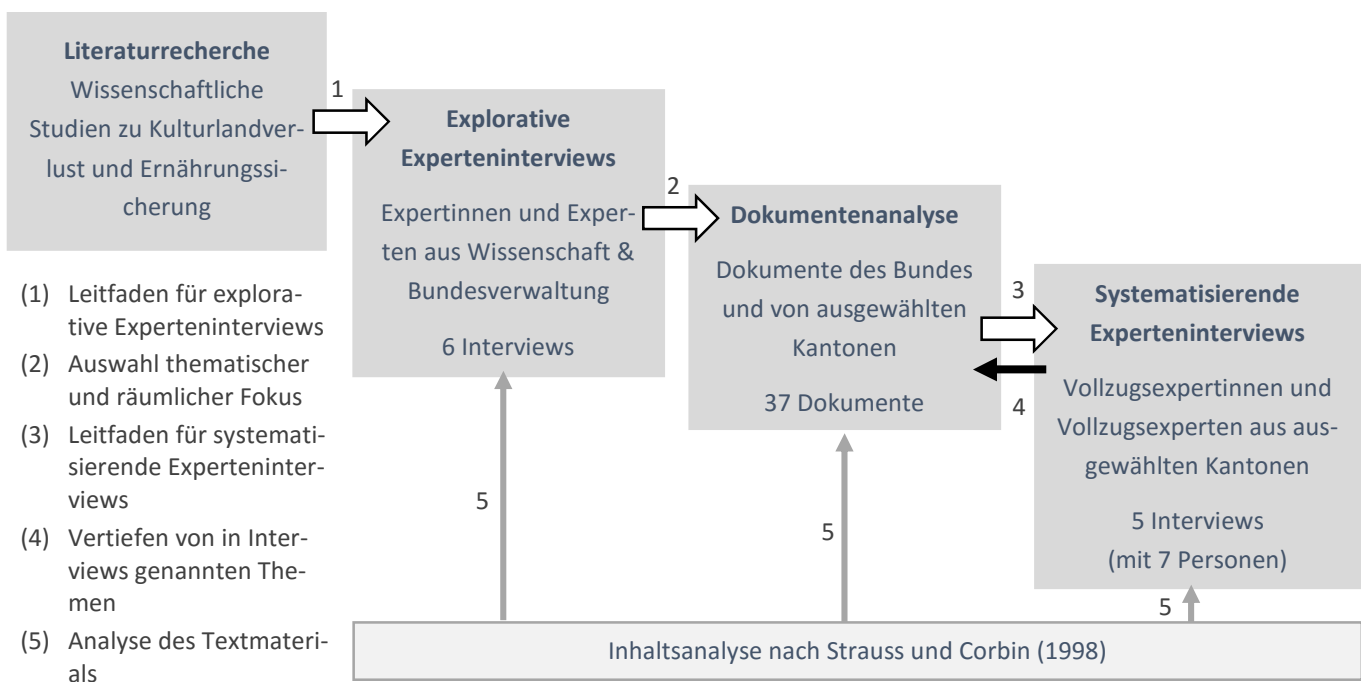 Literaturrecherche
Wissenschaftliche
Studien zu Kulturlandver-
lust und Ernährungssi-
cherung
1
Explorative
Experteninterviews
Expertinnen und Exper-
ten aus Wissenschaft &
Bundesverwaltung
6 Interviews
2
Dokumentenanalyse
Dokumente des Bundes
und von ausgewählten
Kantonen
37 Dokumente
3
4
Systematisierende
Experteninterviews
Vollzugsexpertinnen und
Vollzugsexperten aus aus-
gewählten Kantonen
5 Interviews
(mit 7 Personen)
(1) Leitfaden für explora-
tive Experteninterviews
(2) Auswahl thematischer
und räumlicher Fokus
(3) Leitfaden für systemati-
sierende Experteninter-
views
(4) Vertiefen von in Inter-
views genannten The-
men
(5) Analyse des Textmateri-
als
5
5
5
Inhaltsanalyse nach Strauss und Corbin (1998)